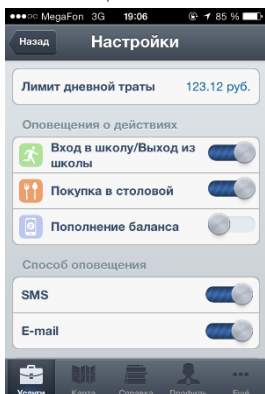 MegaFon 3G 19:06 85 %
Назад Настройки
Лимит дневной траты 123.12 руб.
Оповещения о действиях
Вход в школу/Выход из
школы
Покупка в столовой
Пополнение баланса
Способ оповещения
SMS
E-mail
Услуги Карта Справка Профиль Ещё